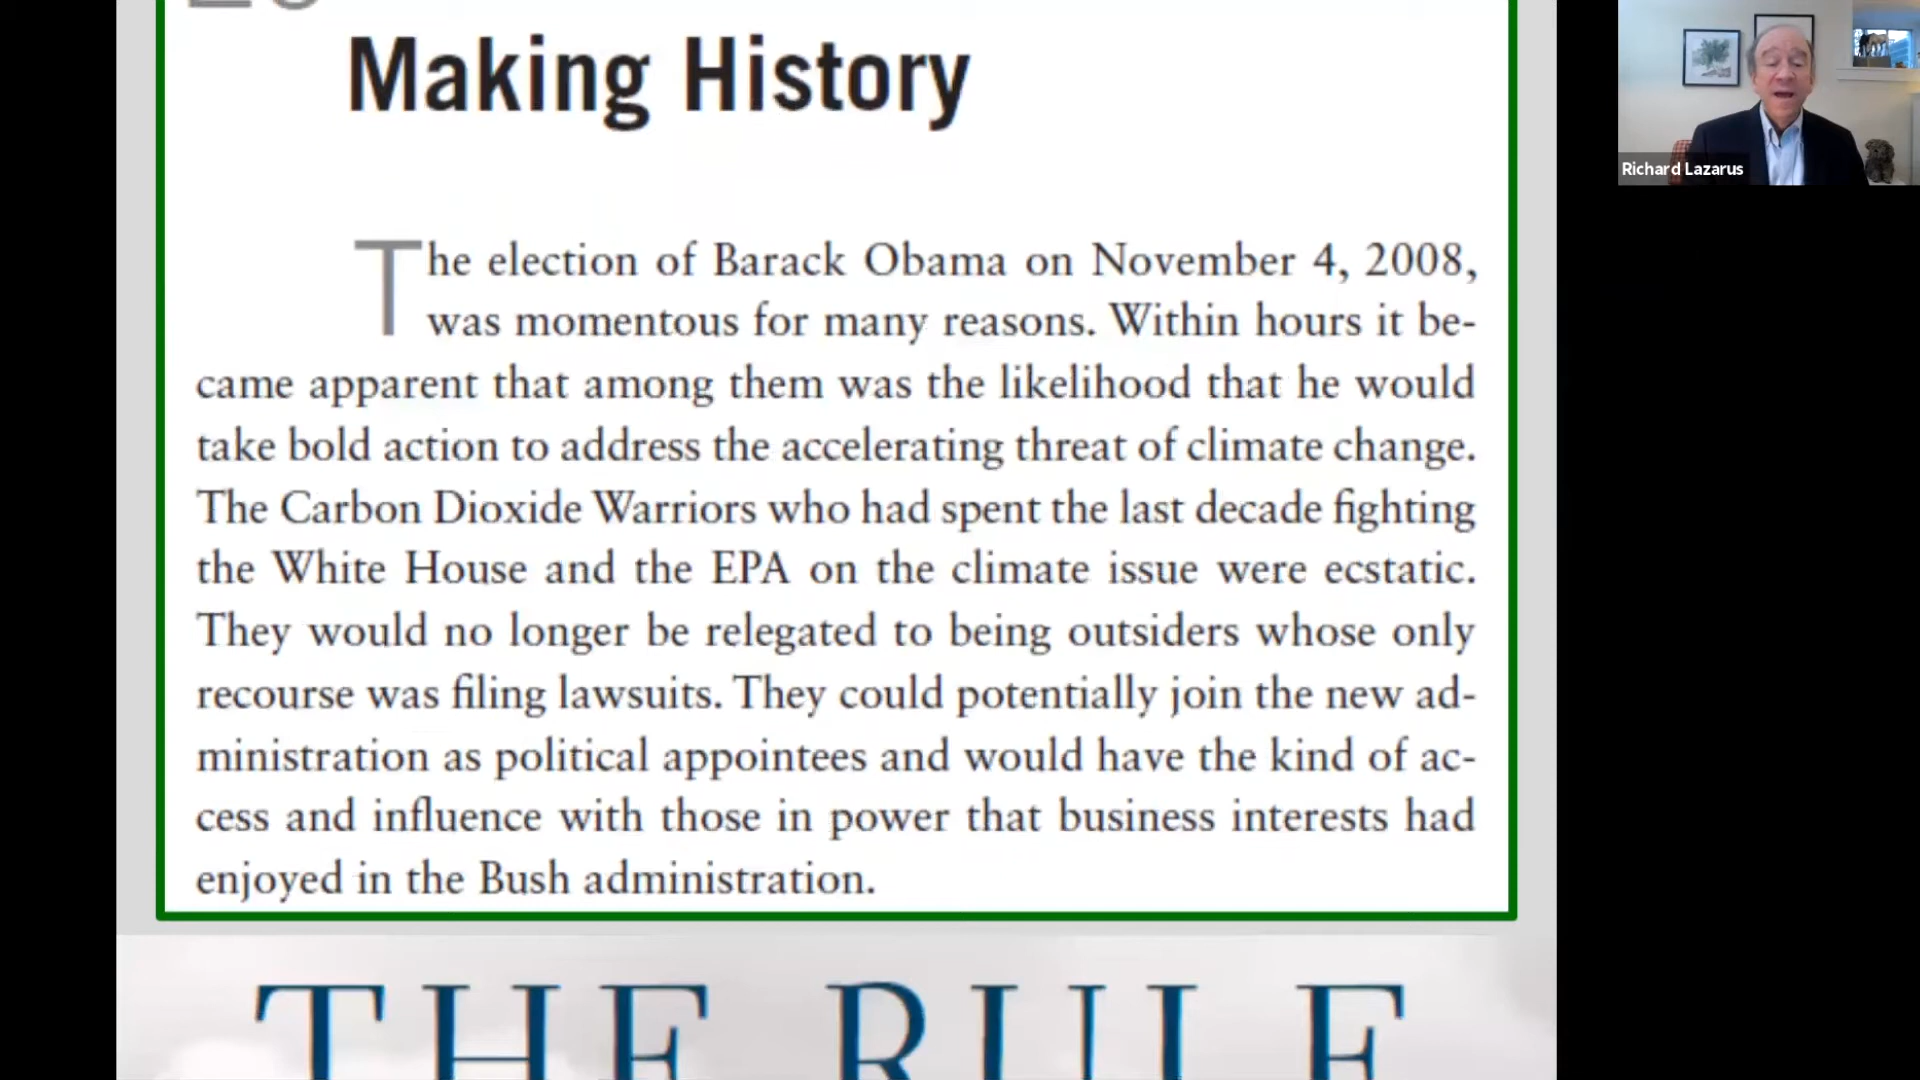 Making History
The election of Barack Obama on November 4, 2008,
was momentous for many reasons. Within hours it be-
came apparent that among them was the likelihood that he would
take bold action to address the accelerating threat of climate change.
The Carbon Dioxide Warriors who had spent the last decade fighting
the White House and the EPA on the climate issue were ecstatic.
They would no longer be relegated to being outsiders whose only
recourse was filing lawsuits. They could potentially join the new ad-
ministration as political appointees and would have the kind of ac-
cess and influence with those in power that business interests had
enjoyed in the Bush administration.
THE RULE
Richard Lazarus